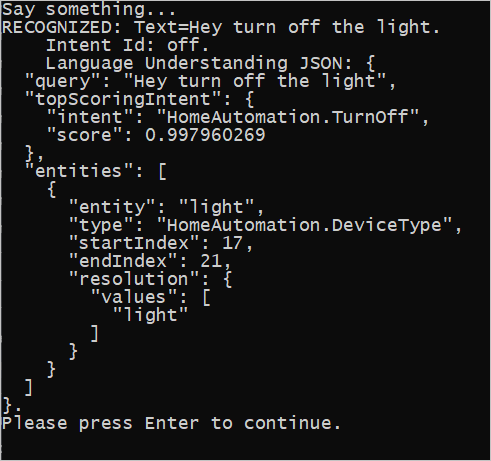 Say something...
RECOGNIZED: Text=Hey turn off the light.
    Intent Id: off.
    Language Understanding JSON: {
  "query": "Hey turn off the light",
  "topScoringIntent": {
    "intent": "HomeAutomation.TurnOff",
    "score": 0.997960269
  },
  "entities": [
    {
      "entity": "light",
      "type": "HomeAutomation.DeviceType",
      "startIndex": 17,
      "endIndex": 21,
      "resolution": {
        "values": [
          "light"
        ]
      }
    }
  ]
}.
Please press Enter to continue.